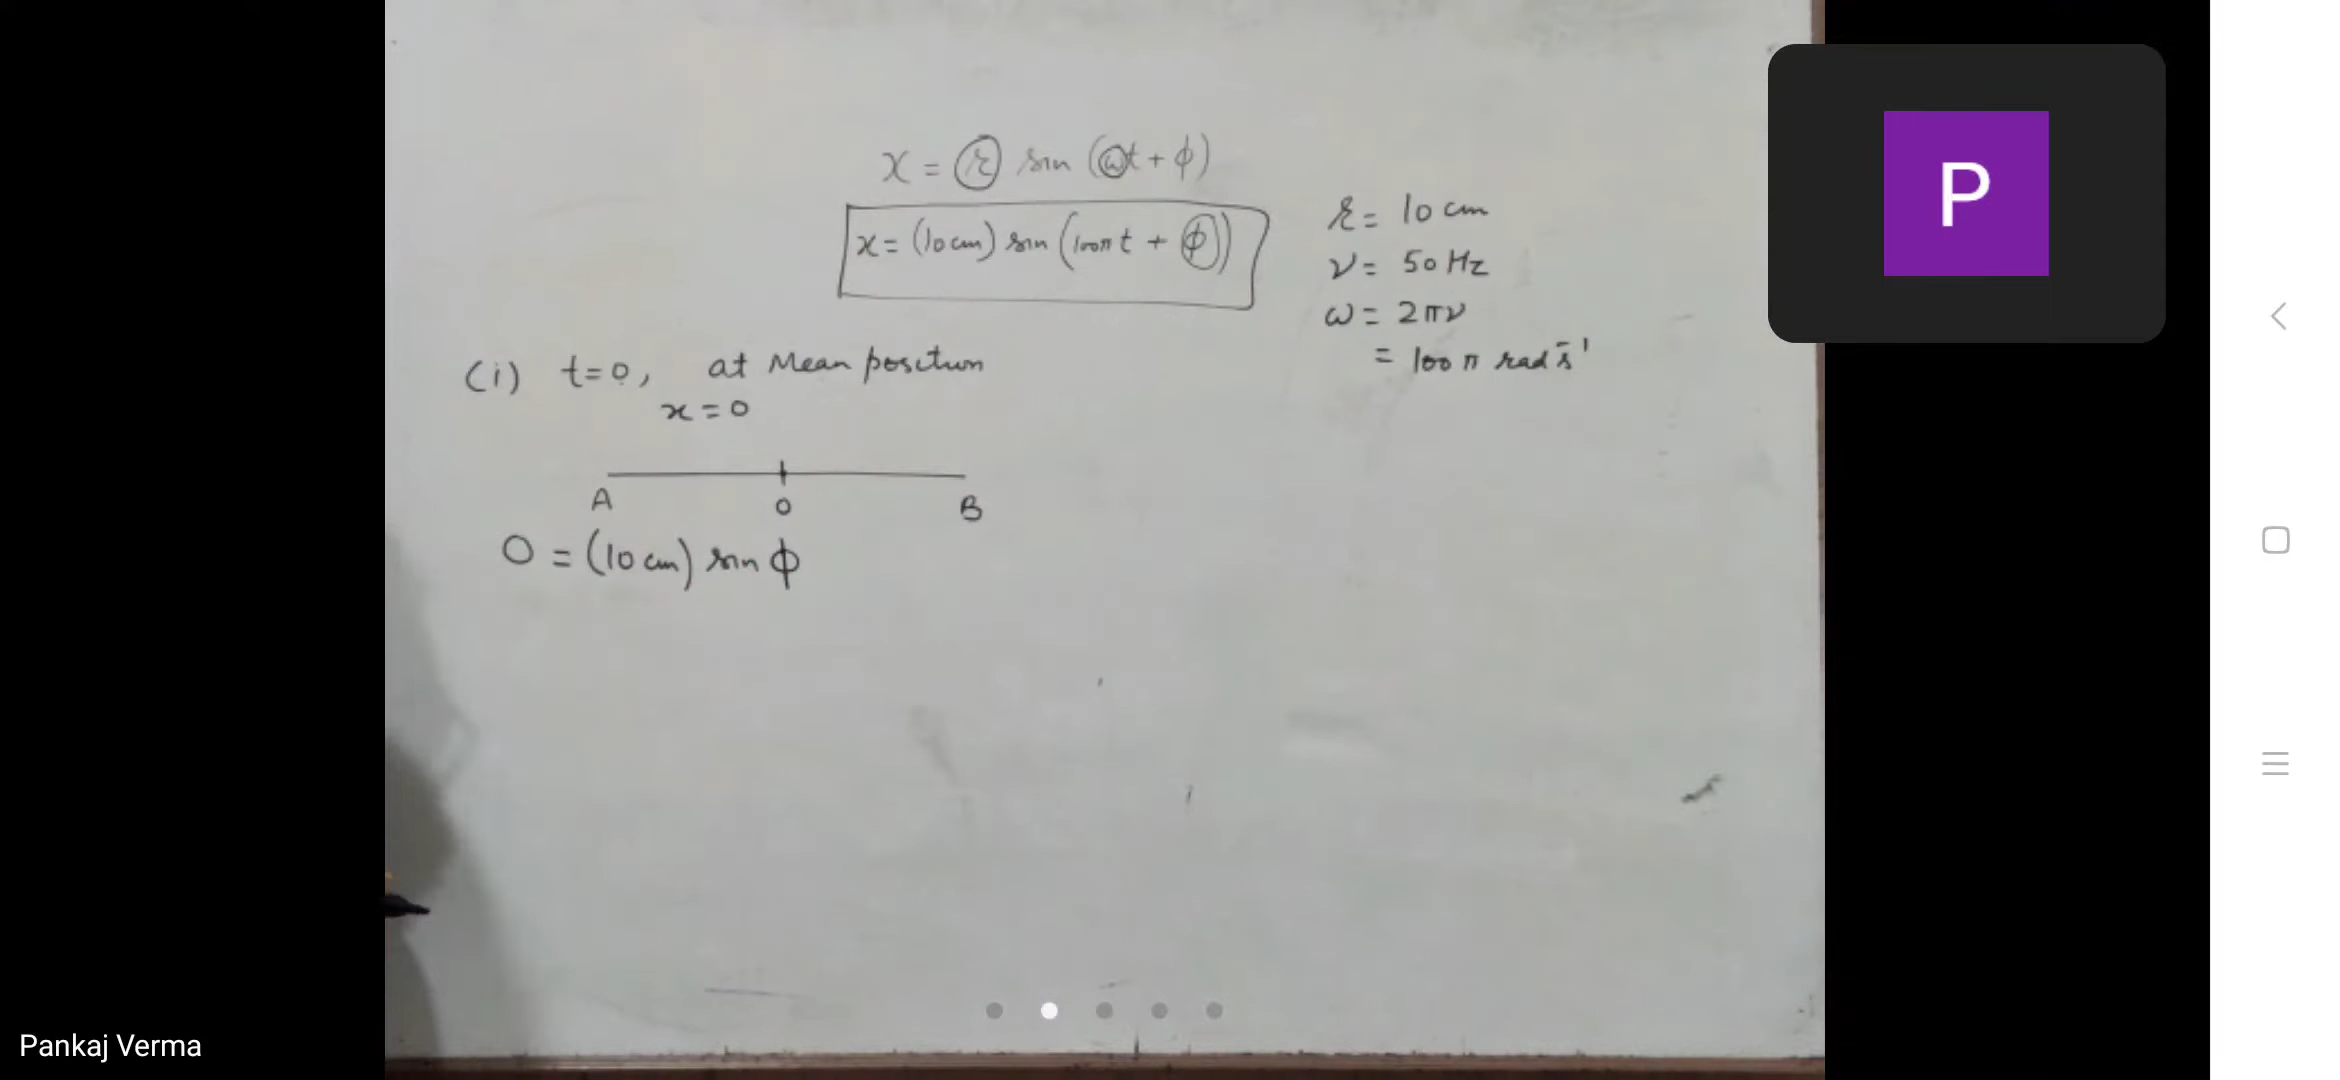 x = r sin (ωt + ϕ)
x = (10 cm) sin (100π t + ϕ)
r = 10 cm
ν = 50 Hz
ω = 2πν
= 100 π rad s⁻¹
(i) t=0, at Mean position
x = 0
A O B
0 = (10 cm) sin ϕ
P
Pankaj Verma